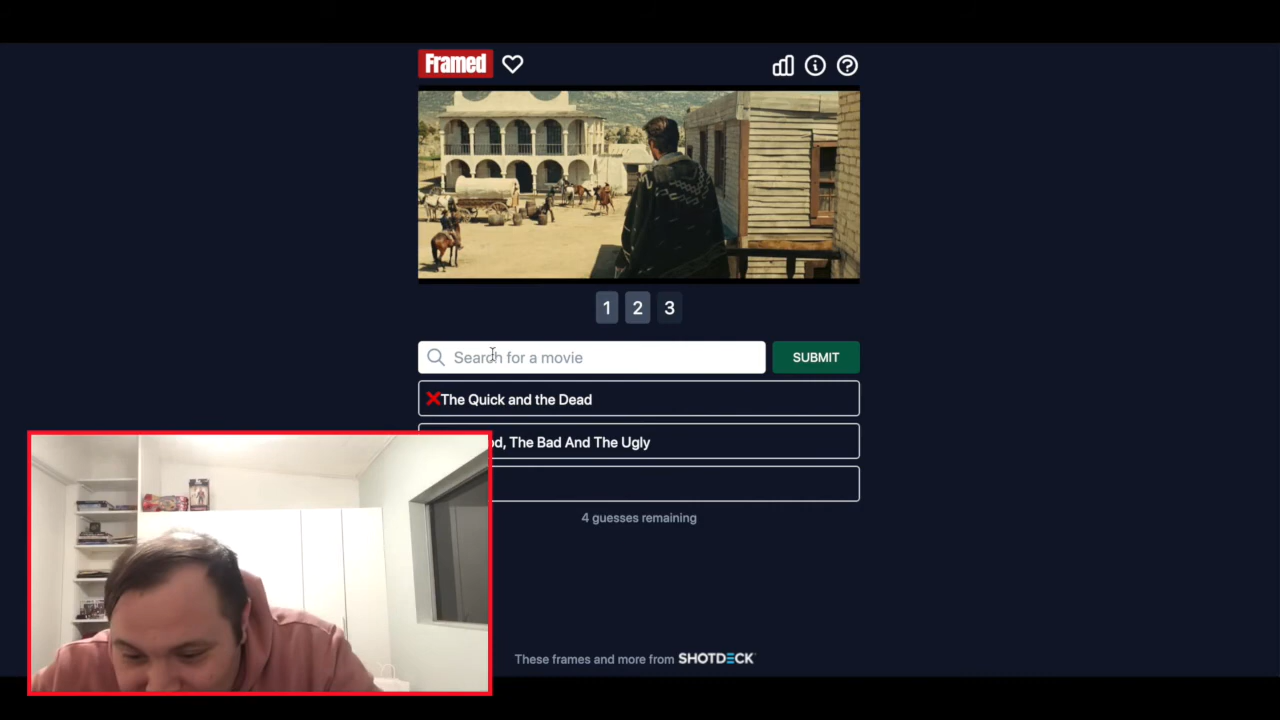 Framed
1 2 3
Search for a movie SUBMIT
The Quick and the Dead
d, The Bad And The Ugly
4 guesses remaining
These frames and more from SHOTDECK